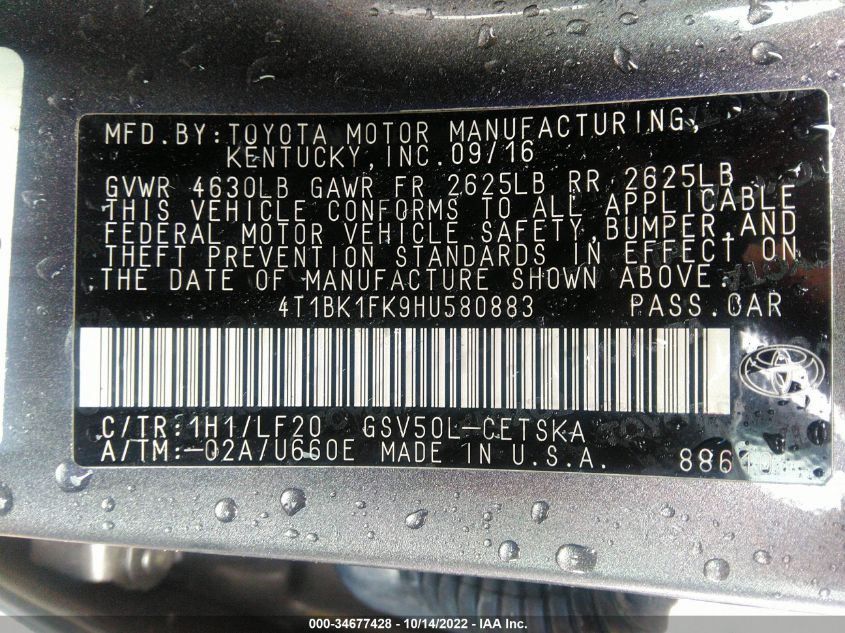 MFD.BY:TOYOTA MOTOR MANUFACTURING,
KENTUCKY,INC.09/16
GVWR 4630LB GAWR FR 2625LB RR 2625LB
THIS VEHICLE CONFORMS TO ALL APPLICABLE
FEDERAL MOTOR VEHICLE SAFETY,BUMPER,AND
THEFT PREVENTION STANDARDS IN EFFECT ON
THE DATE OF MANUFACTURE SHOWN ABOVE.
4T1BK1FK9HU580883 PASS.CAR
C/TR:1H1/LF20 GSV50L-CETSKA
A/TM:-02A/U660E MADE IN U.S.A.
000-34677428 - 10/14/2022 - IAA Inc.